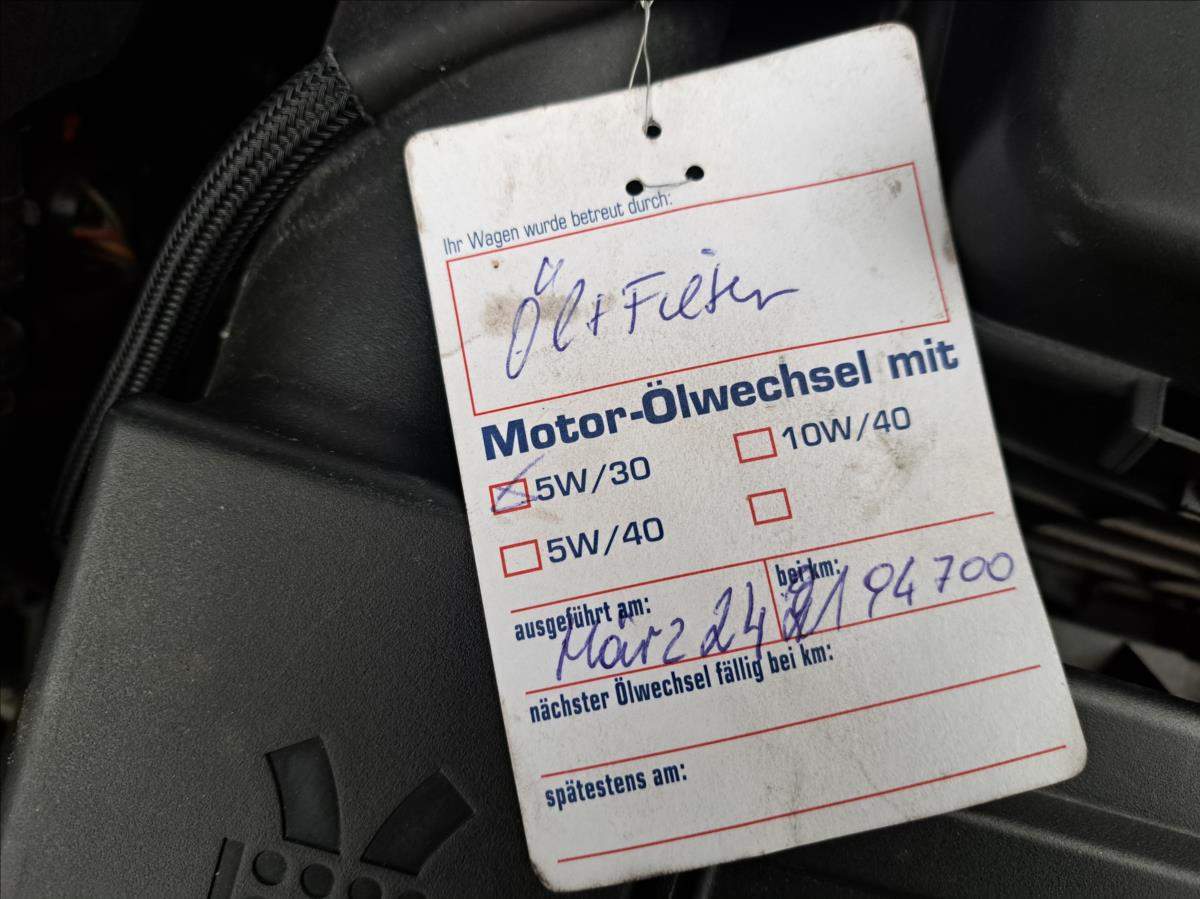 Ihr Wagen wurde betreut durch:
Öl + Filter
Motor-Ölwechsel mit
5W/30
10W/40
5W/40
ausgeführt am:
bei km:
März 24
194700
nächster Ölwechsel fällig bei km:
spätestens am: